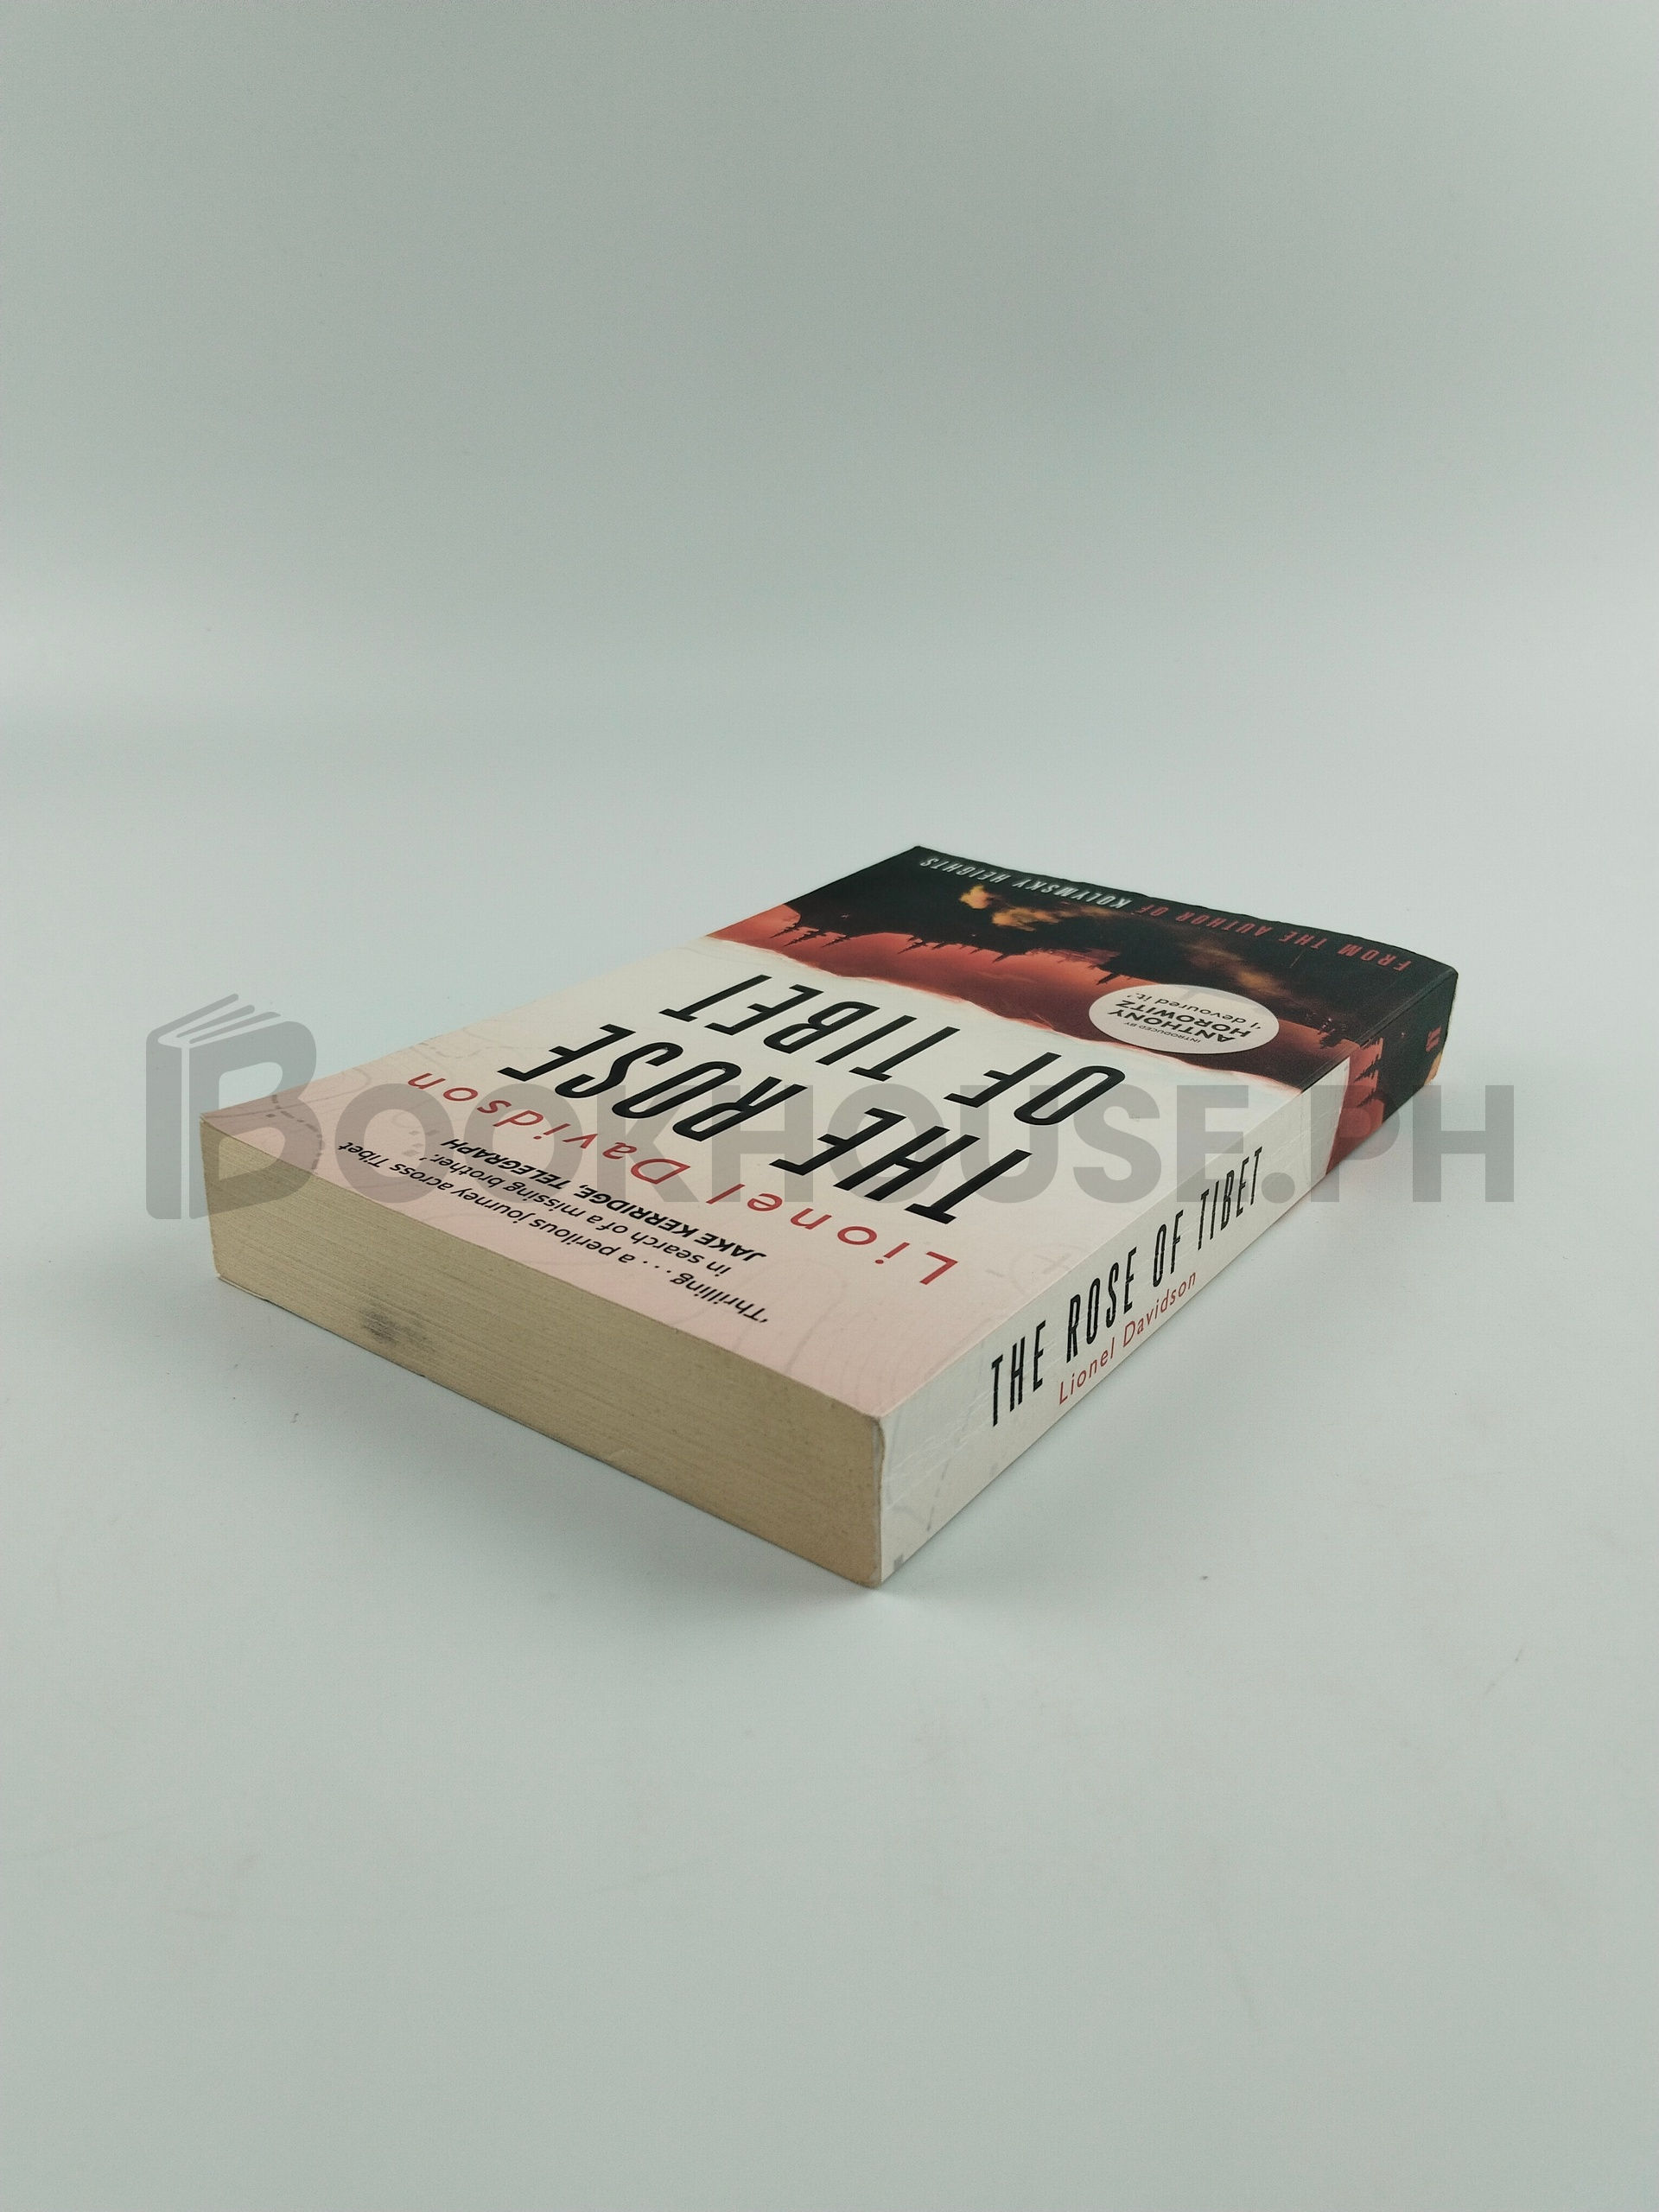 'Thrilling . . . a perilous journey across Tibet
in search of a missing brother.'
JAKE KERRIDGE, TELEGRAPH
Lionel Davidson
THE ROSE
OF TIBET
INTRODUCED BY
ANTHONY
HOROWITZ
'I devoured it.'
FROM THE AUTHOR OF KOLYMSKY HEIGHTS
THE ROSE OF TIBET
Lionel Davidson
BOOKHOUSE.PH